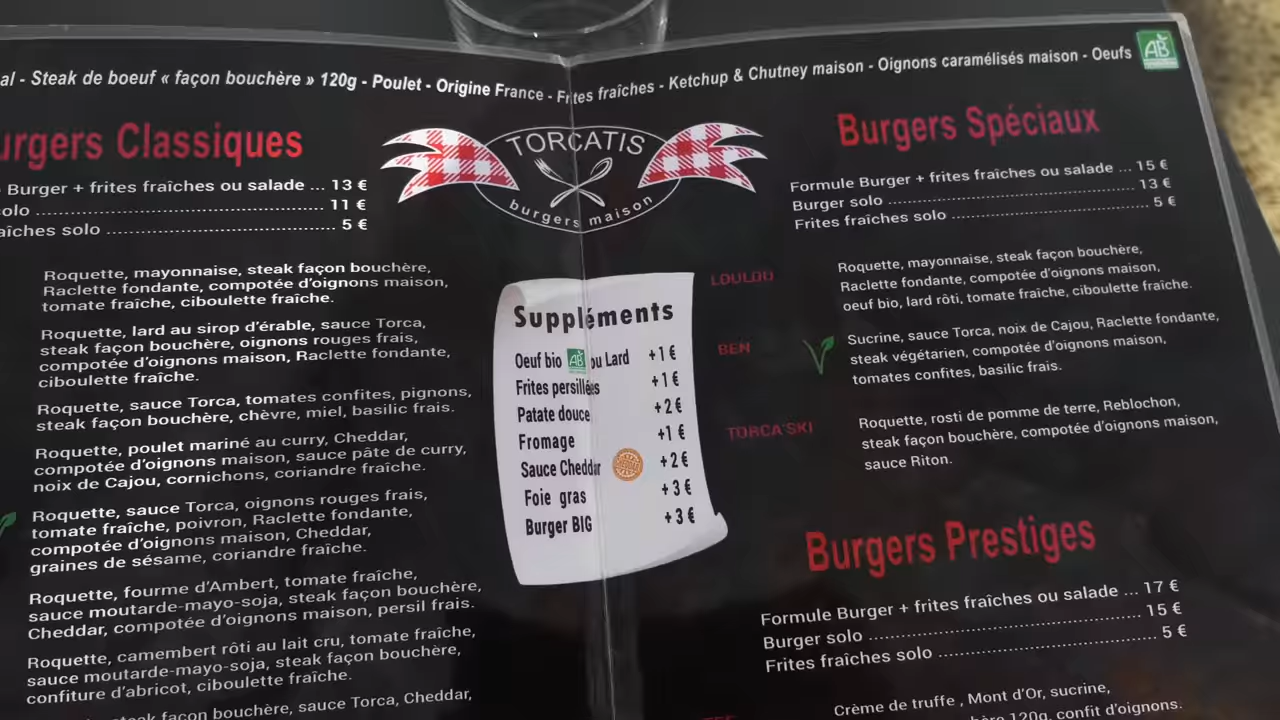 al - Steak de boeuf « façon bouchère » 120g - Poulet - Origine France - Frites fraîches - Ketchup & Chutney maison - Oignons caramélisés maison - Oeufs AB
urgers Classiques
Burger + frites fraîches ou salade ... 13 €
olo ... 11 €
aîches solo ... 5 €
Roquette, mayonnaise, steak façon bouchère,
Raclette fondante, compotée d'oignons maison,
tomate fraîche, ciboulette fraîche.
Roquette, lard au sirop d'érable, sauce Torca,
steak façon bouchère, oignons rouges frais,
compotée d'oignons maison, Raclette fondante,
ciboulette fraîche.
Roquette, sauce Torca, tomates confites, pignons,
steak façon bouchère, chèvre, miel, basilic frais.
Roquette, poulet mariné au curry, Cheddar,
compotée d'oignons maison, sauce pâte de curry,
noix de Cajou, cornichons, coriandre fraîche.
Roquette, sauce Torca, oignons rouges frais,
tomate fraîche, poivron, Raclette fondante,
compotée d'oignons maison, Cheddar,
graines de sésame, coriandre fraîche.
Roquette, fourme d'Ambert, tomate fraîche,
sauce moutarde-mayo-soja, steak façon bouchère,
Cheddar, compotée d'oignons maison, persil frais.
Roquette, camembert rôti au lait cru, tomate fraîche,
sauce moutarde-mayo-soja, steak façon bouchère,
confiture d'abricot, ciboulette fraîche.
steak façon bouchère, sauce Torca, Cheddar,
TORCATIS
burgers maison
Suppléments
Oeuf bio AB ou Lard +1 €
Frites persillées +1 €
Patate douce +2 €
Fromage +1 €
Sauce Cheddar +2 €
Foie gras +3 €
Burger BIG +3 €
Burgers Spéciaux
Formule Burger + frites fraîches ou salade ... 15 €
Burger solo ... 13 €
Frites fraîches solo ... 5 €
LOULOU
Roquette, mayonnaise, steak façon bouchère,
Raclette fondante, compotée d'oignons maison,
oeuf bio, lard rôti, tomate fraîche, ciboulette fraîche.
BEN
Sucrine, sauce Torca, noix de Cajou, Raclette fondante,
steak végétarien, compotée d'oignons maison,
tomates confites, basilic frais.
TORCA'SKI
Roquette, rosti de pomme de terre, Reblochon,
steak façon bouchère, compotée d'oignons maison,
sauce Riton.
Burgers Prestiges
Formule Burger + frites fraîches ou salade ... 17 €
Burger solo ... 15 €
Frites fraîches solo ... 5 €
Crème de truffe , Mont d'Or, sucrine,
120g, confit d'oignons.